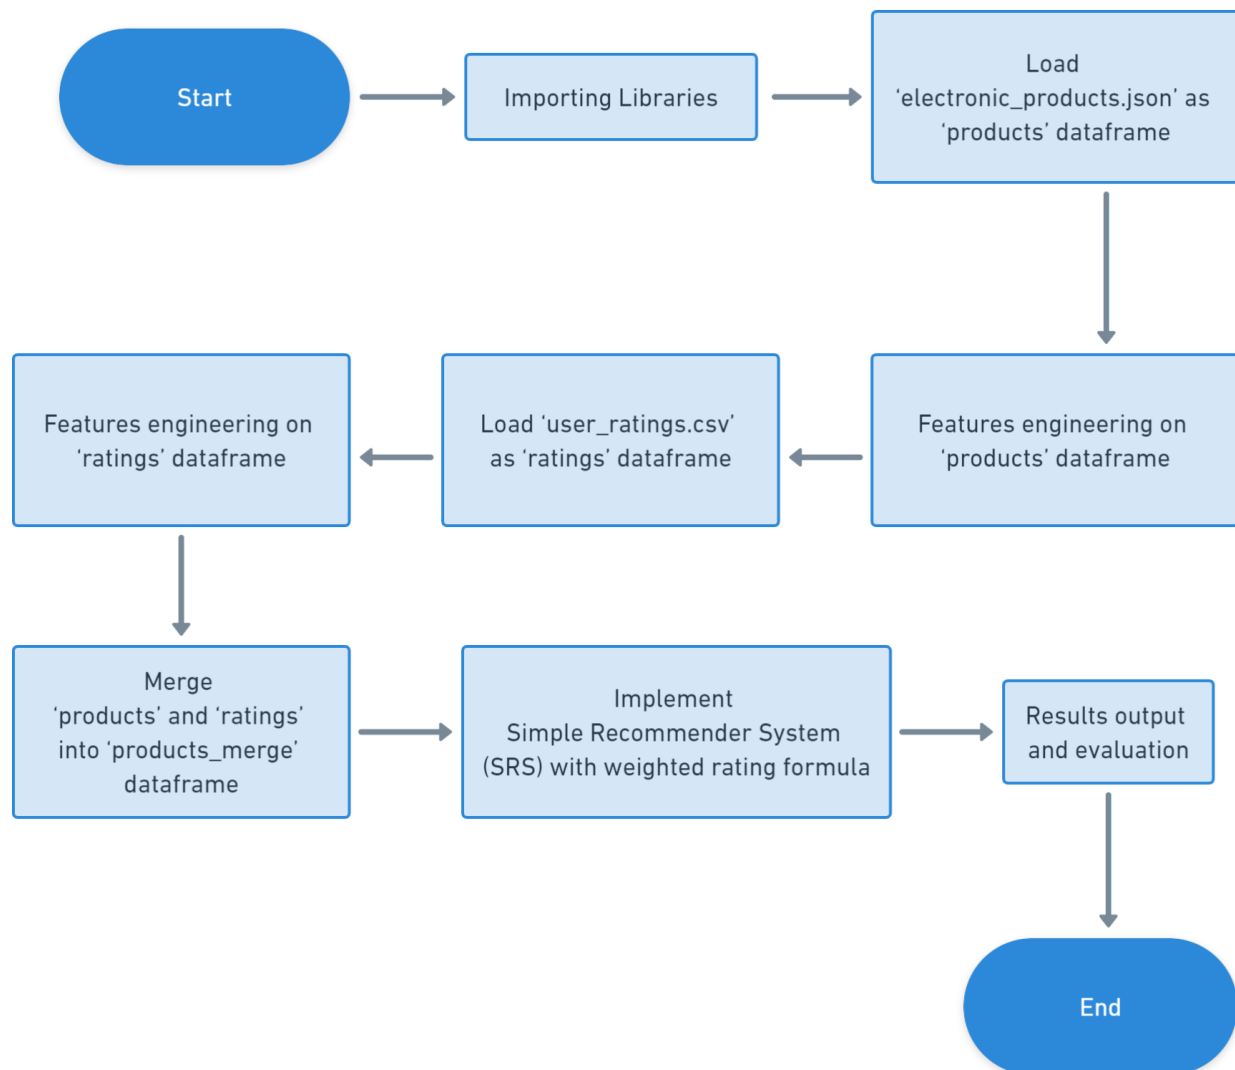 Start
Importing Libraries
Load
‘electronic_products.json’ as
‘products’ dataframe
Features engineering on
‘products’ dataframe
Load ‘user_ratings.csv’
as ‘ratings’ dataframe
Features engineering on
‘ratings’ dataframe
Merge
‘products’ and ‘ratings’
into ‘products_merge’
dataframe
Implement
Simple Recommender System
(SRS) with weighted rating formula
Results output
and evaluation
End